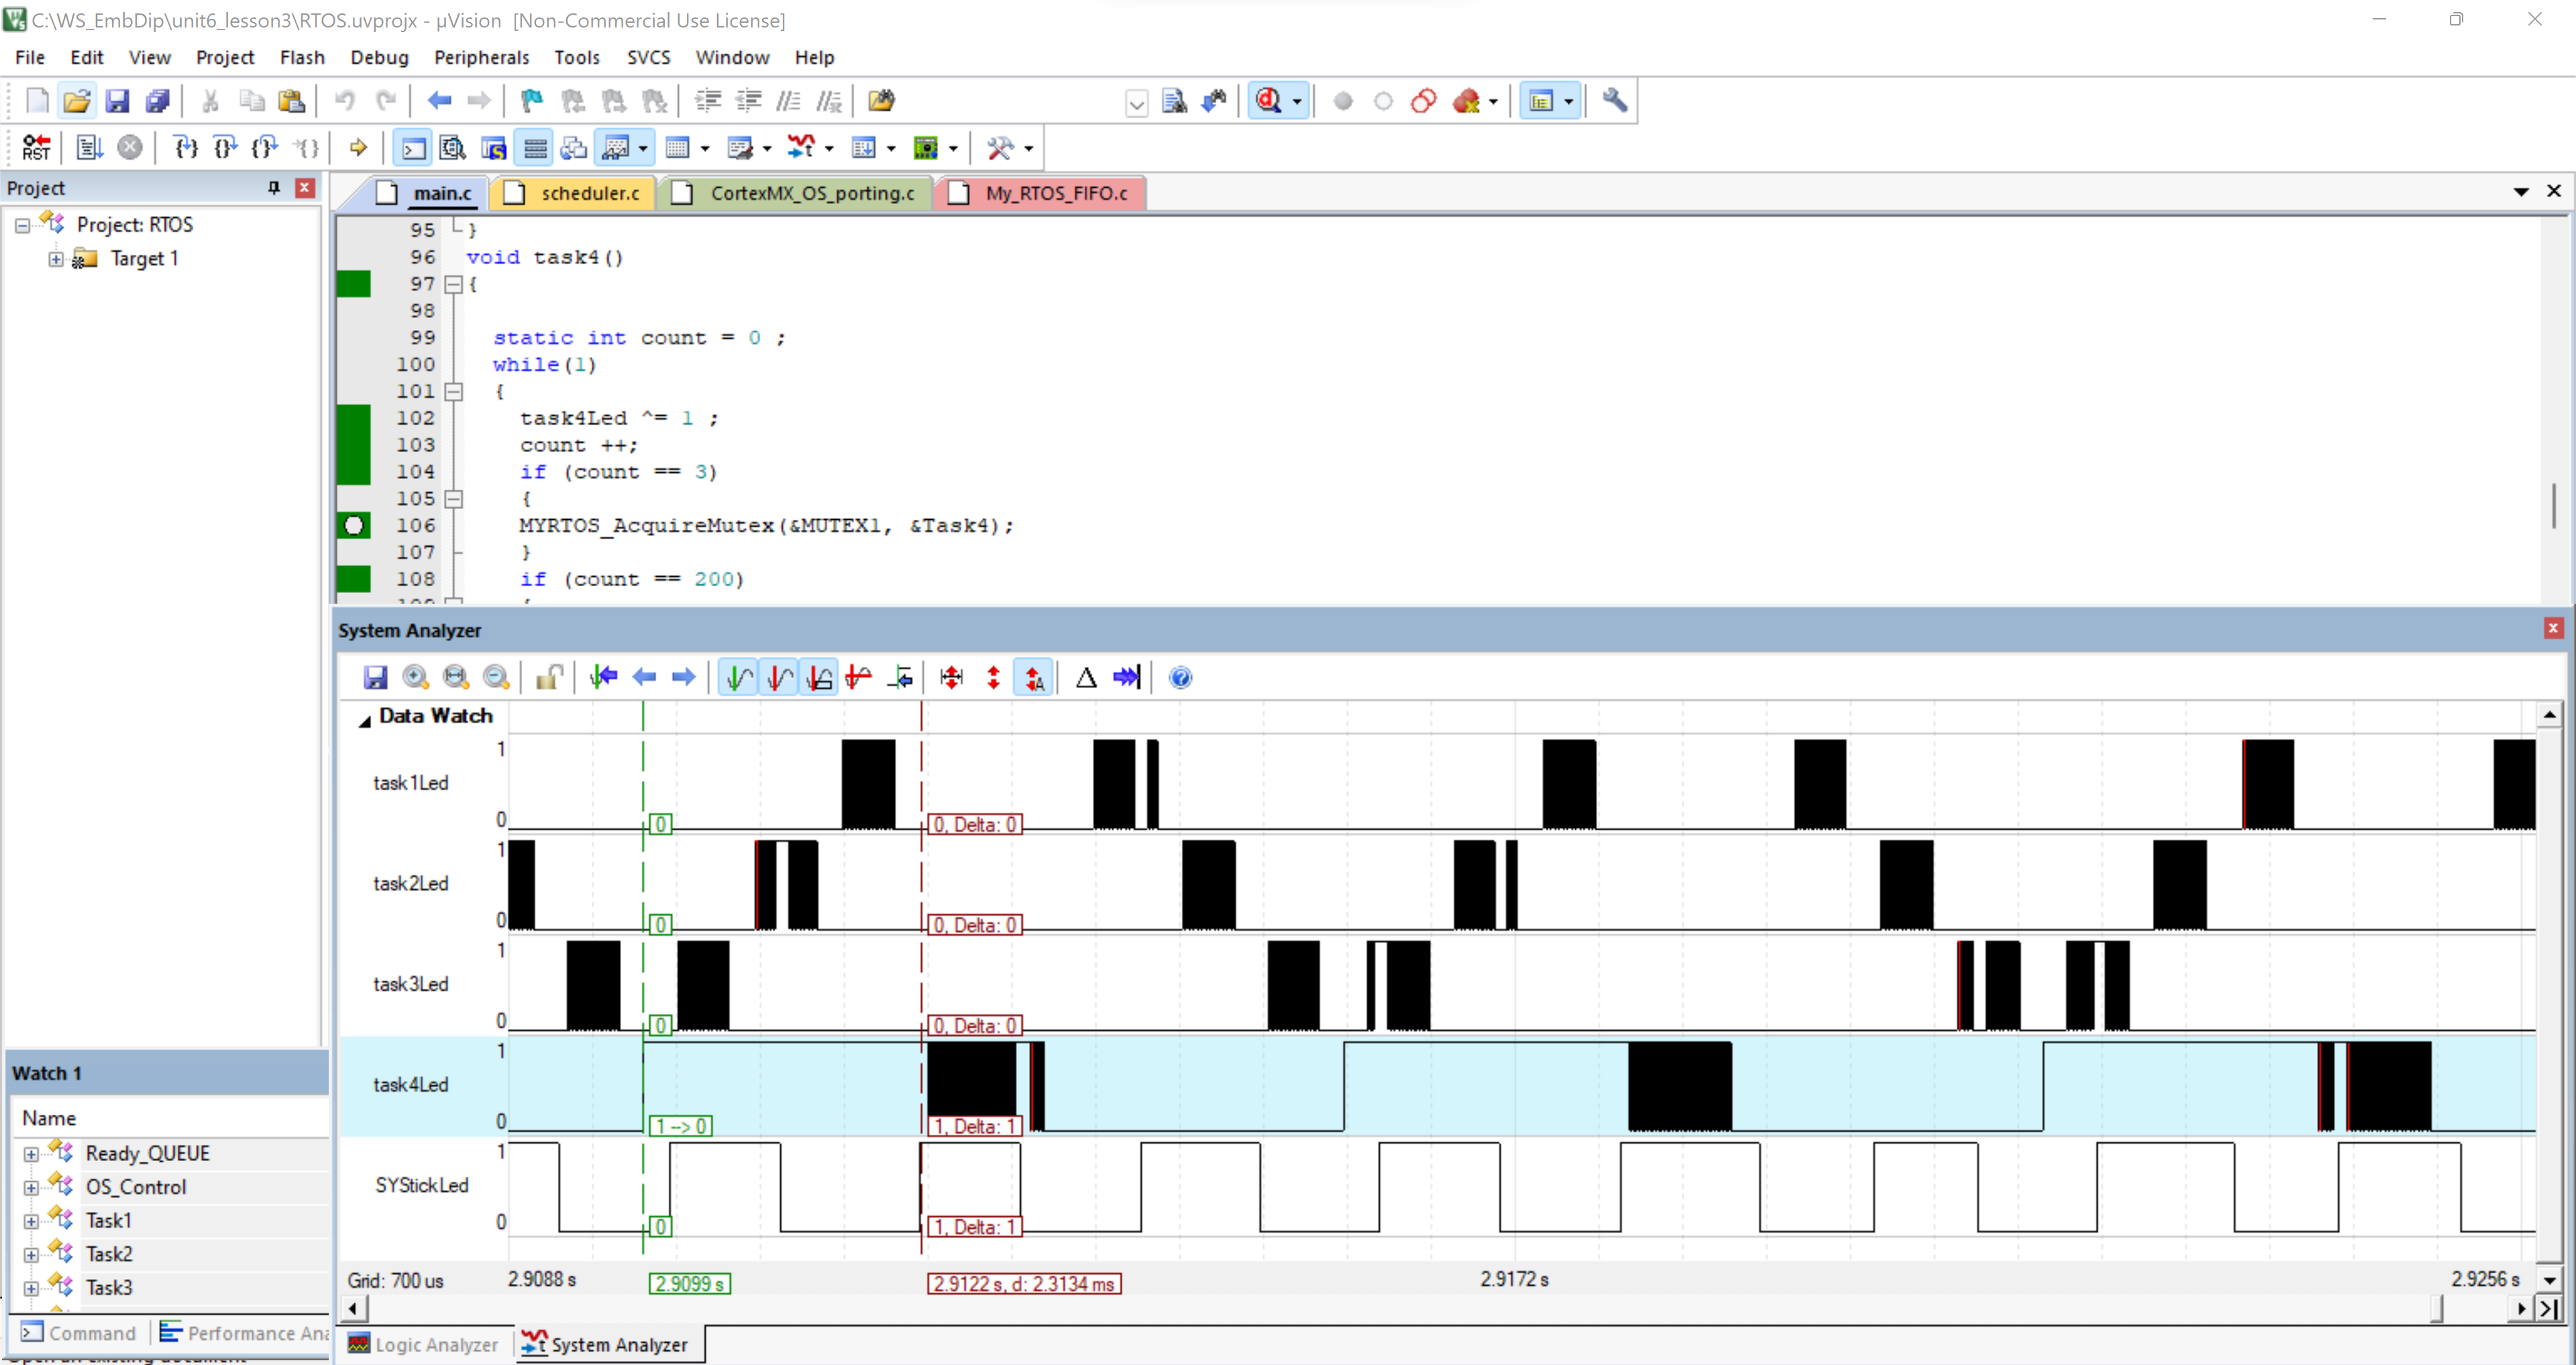 C:\WS_EmbDip\unit6_lesson3\RTOS.uvprojx - µVision [Non-Commercial Use License]
File Edit View Project Flash Debug Peripherals Tools SVCS Window Help
RST
Project
main.c scheduler.c CortexMX_OS_porting.c My_RTOS_FIFO.c
Project: RTOS
Target 1
95 }
96 void task4()
97 {
98
99 static int count = 0 ;
100 while(1)
101 {
102 task4Led ^= 1 ;
103 count ++;
104 if (count == 3)
105 {
106 MYRTOS_AcquireMutex(&MUTEX1, &Task4);
107 }
108 if (count == 200)
System Analyzer
Data Watch
1
task1Led
0
0
0, Delta: 0
1
task2Led
0
0
0, Delta: 0
1
task3Led
0
0
0, Delta: 0
1
task4Led
0
1 --> 0
1, Delta: 1
1
SYStickLed
0
0
1, Delta: 1
Grid: 700 us 2.9088 s 2.9099 s 2.9122 s, d: 2.3134 ms 2.9172 s 2.9256 s
Watch 1
Name
Ready_QUEUE
OS_Control
Task1
Task2
Task3
Command Performance Ana
Logic Analyzer System Analyzer